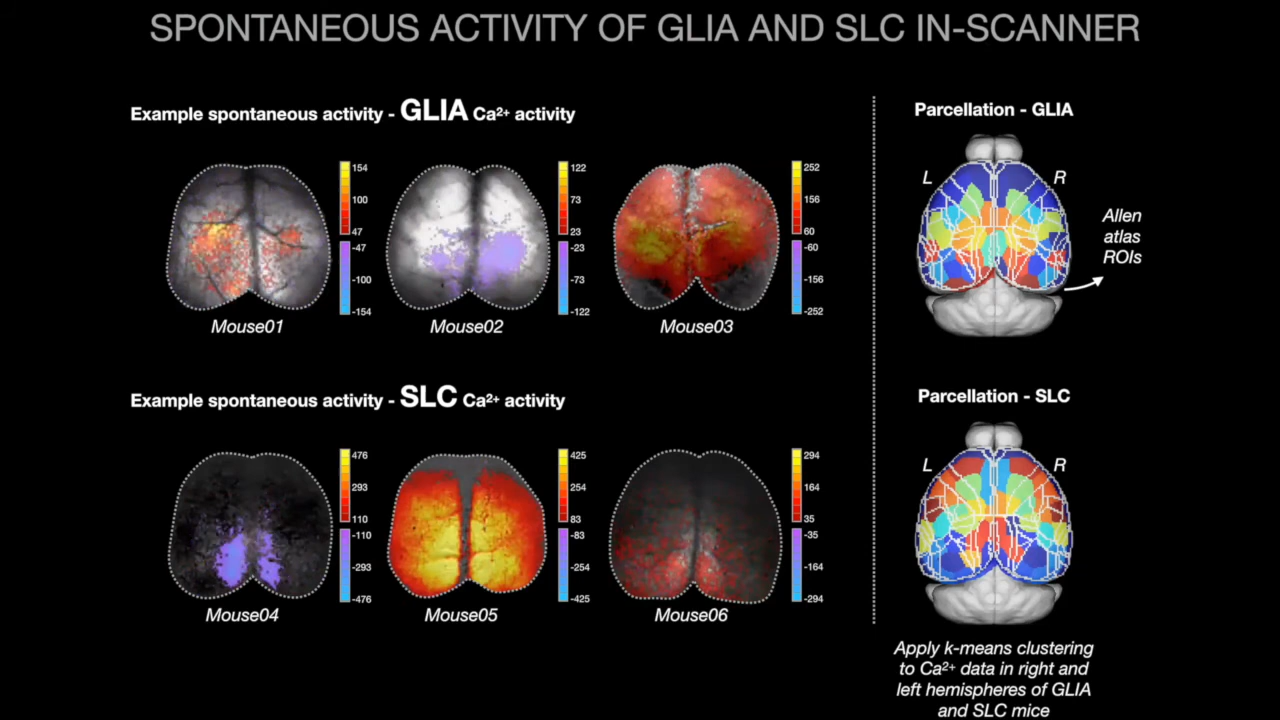 SPONTANEOUS ACTIVITY OF GLIA AND SLC IN-SCANNER
Example spontaneous activity - GLIA Ca²⁺ activity
154
100
47
-47
-100
-154
Mouse01
122
73
23
-23
-73
-122
Mouse02
252
156
60
-60
-156
-252
Mouse03
Parcellation - GLIA
L
R
Allen
atlas
ROIs
Example spontaneous activity - SLC Ca²⁺ activity
476
293
110
-110
-293
-476
Mouse04
425
254
83
-83
-254
-425
Mouse05
294
164
35
-35
-164
-294
Mouse06
Parcellation - SLC
L
R
Apply k-means clustering
to Ca²⁺ data in right and
left hemispheres of GLIA
and SLC mice